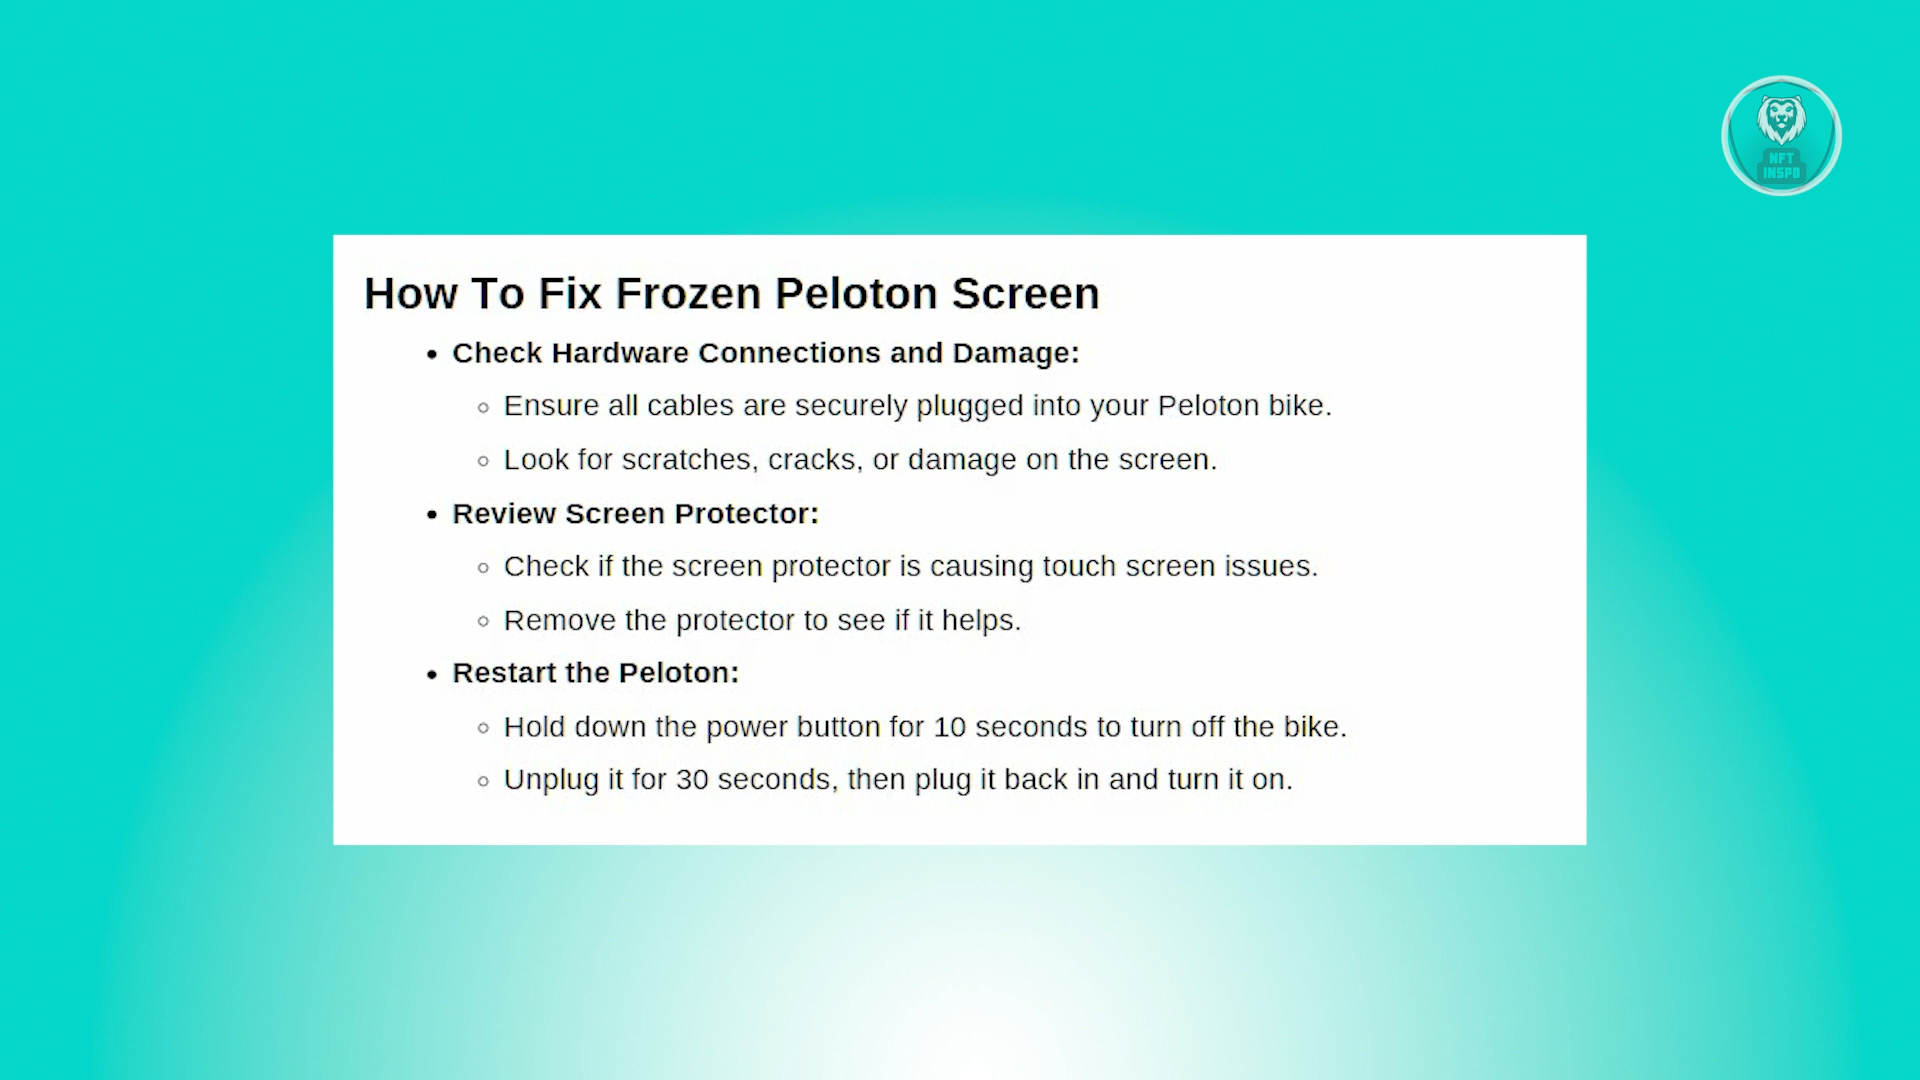 NFT
INSPO
How To Fix Frozen Peloton Screen
Check Hardware Connections and Damage:
Ensure all cables are securely plugged into your Peloton bike.
Look for scratches, cracks, or damage on the screen.
Review Screen Protector:
Check if the screen protector is causing touch screen issues.
Remove the protector to see if it helps.
Restart the Peloton:
Hold down the power button for 10 seconds to turn off the bike.
Unplug it for 30 seconds, then plug it back in and turn it on.